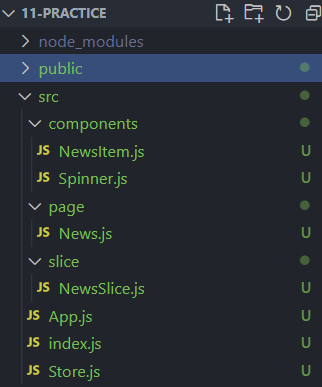 11-PRACTICE
node_modules
public
src
components
JS NewsItem.js U
JS Spinner.js U
page
JS News.js U
slice
JS NewsSlice.js U
JS App.js U
JS index.js U
JS Store.js U